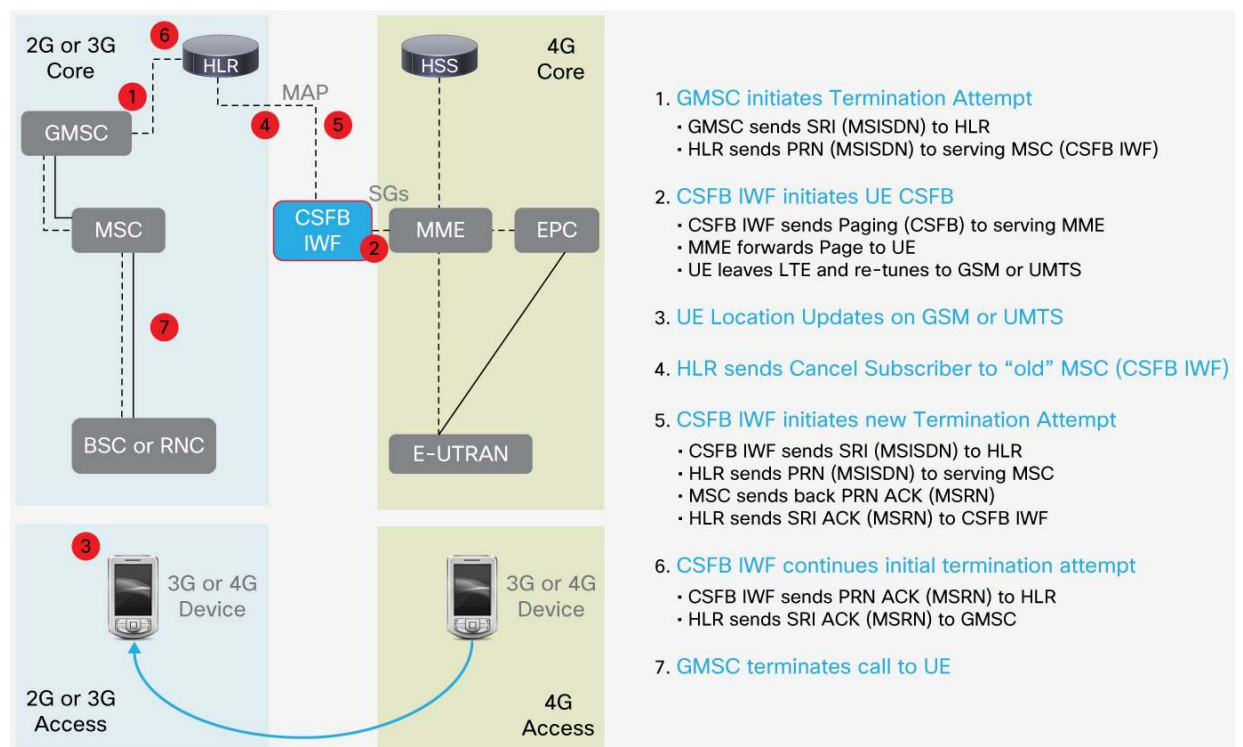 2G or 3G
Core
6
HLR
1
MAP
4
5
GMSC
MSC
7
BSC or RNC
CSFB
IWF
SGs
2
HSS
4G
Core
MME
EPC
E-UTRAN
3
3G or 4G
Device
2G or 3G
Access
3G or 4G
Device
4G
Access
1. GMSC initiates Termination Attempt
• GMSC sends SRI (MSISDN) to HLR
• HLR sends PRN (MSISDN) to serving MSC (CSFB IWF)
2. CSFB IWF initiates UE CSFB
• CSFB IWF sends Paging (CSFB) to serving MME
• MME forwards Page to UE
• UE leaves LTE and re-tunes to GSM or UMTS
3. UE Location Updates on GSM or UMTS
4. HLR sends Cancel Subscriber to “old” MSC (CSFB IWF)
5. CSFB IWF initiates new Termination Attempt
• CSFB IWF sends SRI (MSISDN) to HLR
• HLR sends PRN (MSISDN) to serving MSC
• MSC sends back PRN ACK (MSRN)
• HLR sends SRI ACK (MSRN) to CSFB IWF
6. CSFB IWF continues initial termination attempt
• CSFB IWF sends PRN ACK (MSRN) to HLR
• HLR sends SRI ACK (MSRN) to GMSC
7. GMSC terminates call to UE